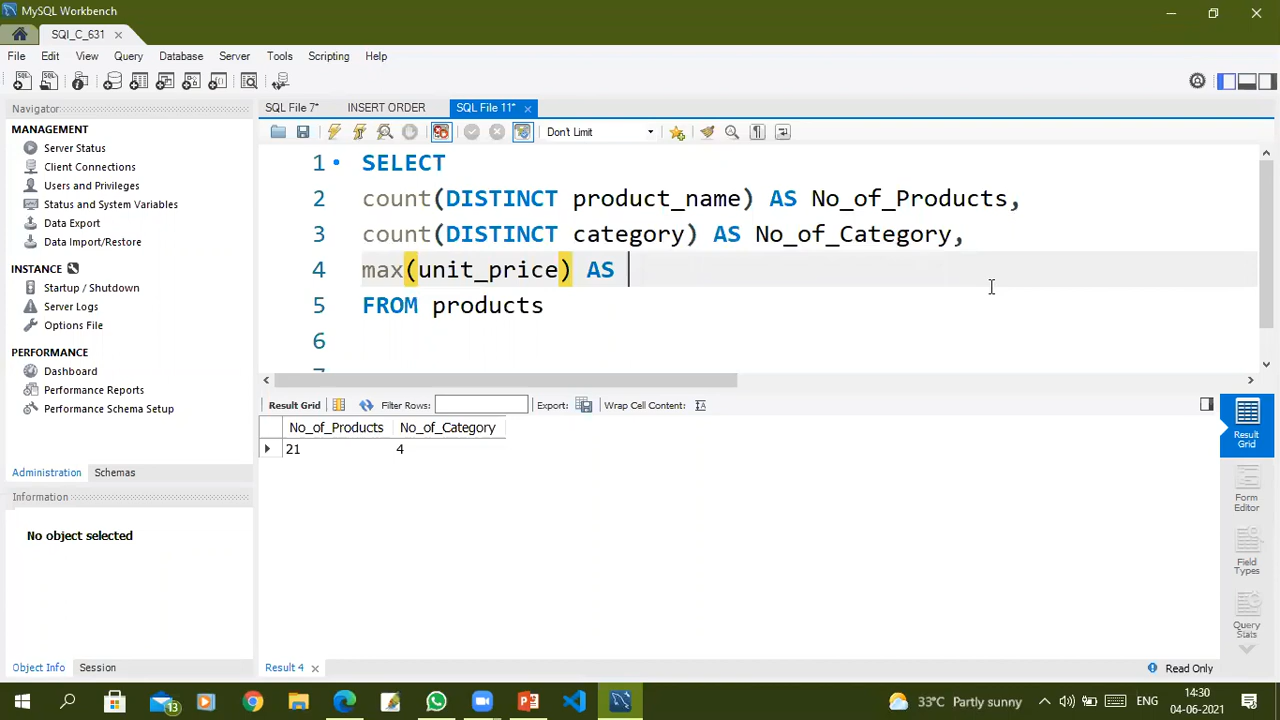 MySQL Workbench
SQl_C_631
File Edit View Query Database Server Tools Scripting Help
Navigator
MANAGEMENT
Server Status
Client Connections
Users and Privileges
Status and System Variables
Data Export
Data Import/Restore
INSTANCE
Startup / Shutdown
Server Logs
Options File
PERFORMANCE
Dashboard
Performance Reports
Performance Schema Setup
Administration Schemas
Information
No object selected
Object Info Session
SQL File 7* INSERT ORDER SQL File 11*
Don't Limit
1 SELECT
2 count(DISTINCT product_name) AS No_of_Products,
3 count(DISTINCT category) AS No_of_Category,
4 max(unit_price) AS
5 FROM products
6
7
Result Grid Filter Rows: Export: Wrap Cell Content:
No_of_Products No_of_Category
21 4
Result Grid
Form Editor
Field Types
Query Stats
Result 4 Read Only
13 33°C Partly sunny ENG 14:30
04-06-2021